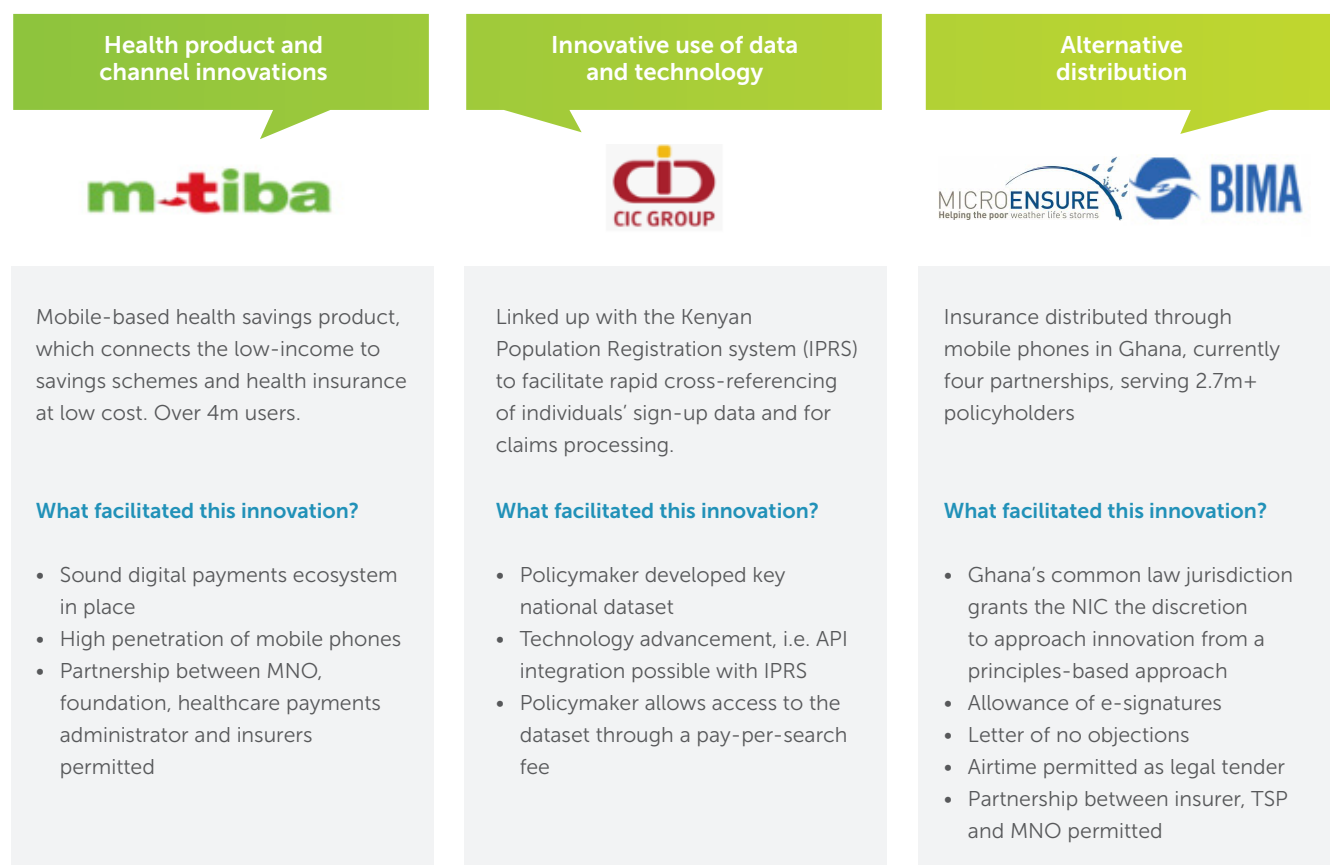 Health product and
channel innovations
m-tiba
Mobile-based health savings product,
which connects the low-income to
savings schemes and health insurance
at low cost. Over 4m users.
What facilitated this innovation?
• Sound digital payments ecosystem
in place
• High penetration of mobile phones
• Partnership between MNO,
foundation, healthcare payments
administrator and insurers
permitted
Innovative use of data
and technology
CIC
CIC GROUP
Linked up with the Kenyan
Population Registration system (IPRS)
to facilitate rapid cross-referencing
of individuals’ sign-up data and for
claims processing.
What facilitated this innovation?
• Policymaker developed key
national dataset
• Technology advancement, i.e. API
integration possible with IPRS
• Policymaker allows access to the
dataset through a pay-per-search
fee
Alternative
distribution
MICROENSURE
Helping the poor weather life's storms
BIMA
Insurance distributed through
mobile phones in Ghana, currently
four partnerships, serving 2.7m+
policyholders
What facilitated this innovation?
• Ghana’s common law jurisdiction
grants the NIC the discretion
to approach innovation from a
principles-based approach
• Allowance of e-signatures
• Letter of no objections
• Airtime permitted as legal tender
• Partnership between insurer, TSP
and MNO permitted